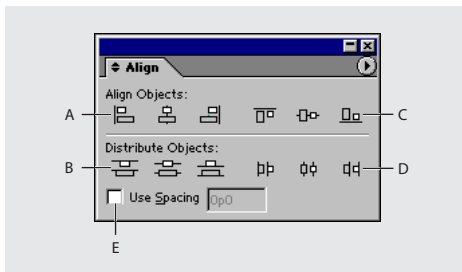 Align
Align Objects:
A
C
Distribute Objects:
B
D
Use Spacing 0p0
E